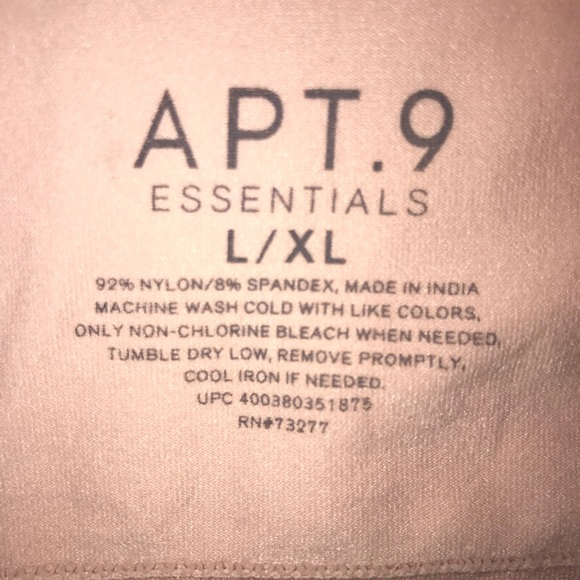 APT.9
ESSENTIALS
L/XL
92% NYLON/8% SPANDEX, MADE IN INDIA
MACHINE WASH COLD WITH LIKE COLORS,
ONLY NON-CHLORINE BLEACH WHEN NEEDED,
TUMBLE DRY LOW, REMOVE PROMPTLY,
COOL IRON IF NEEDED.
UPC 400380351875
RN#73277